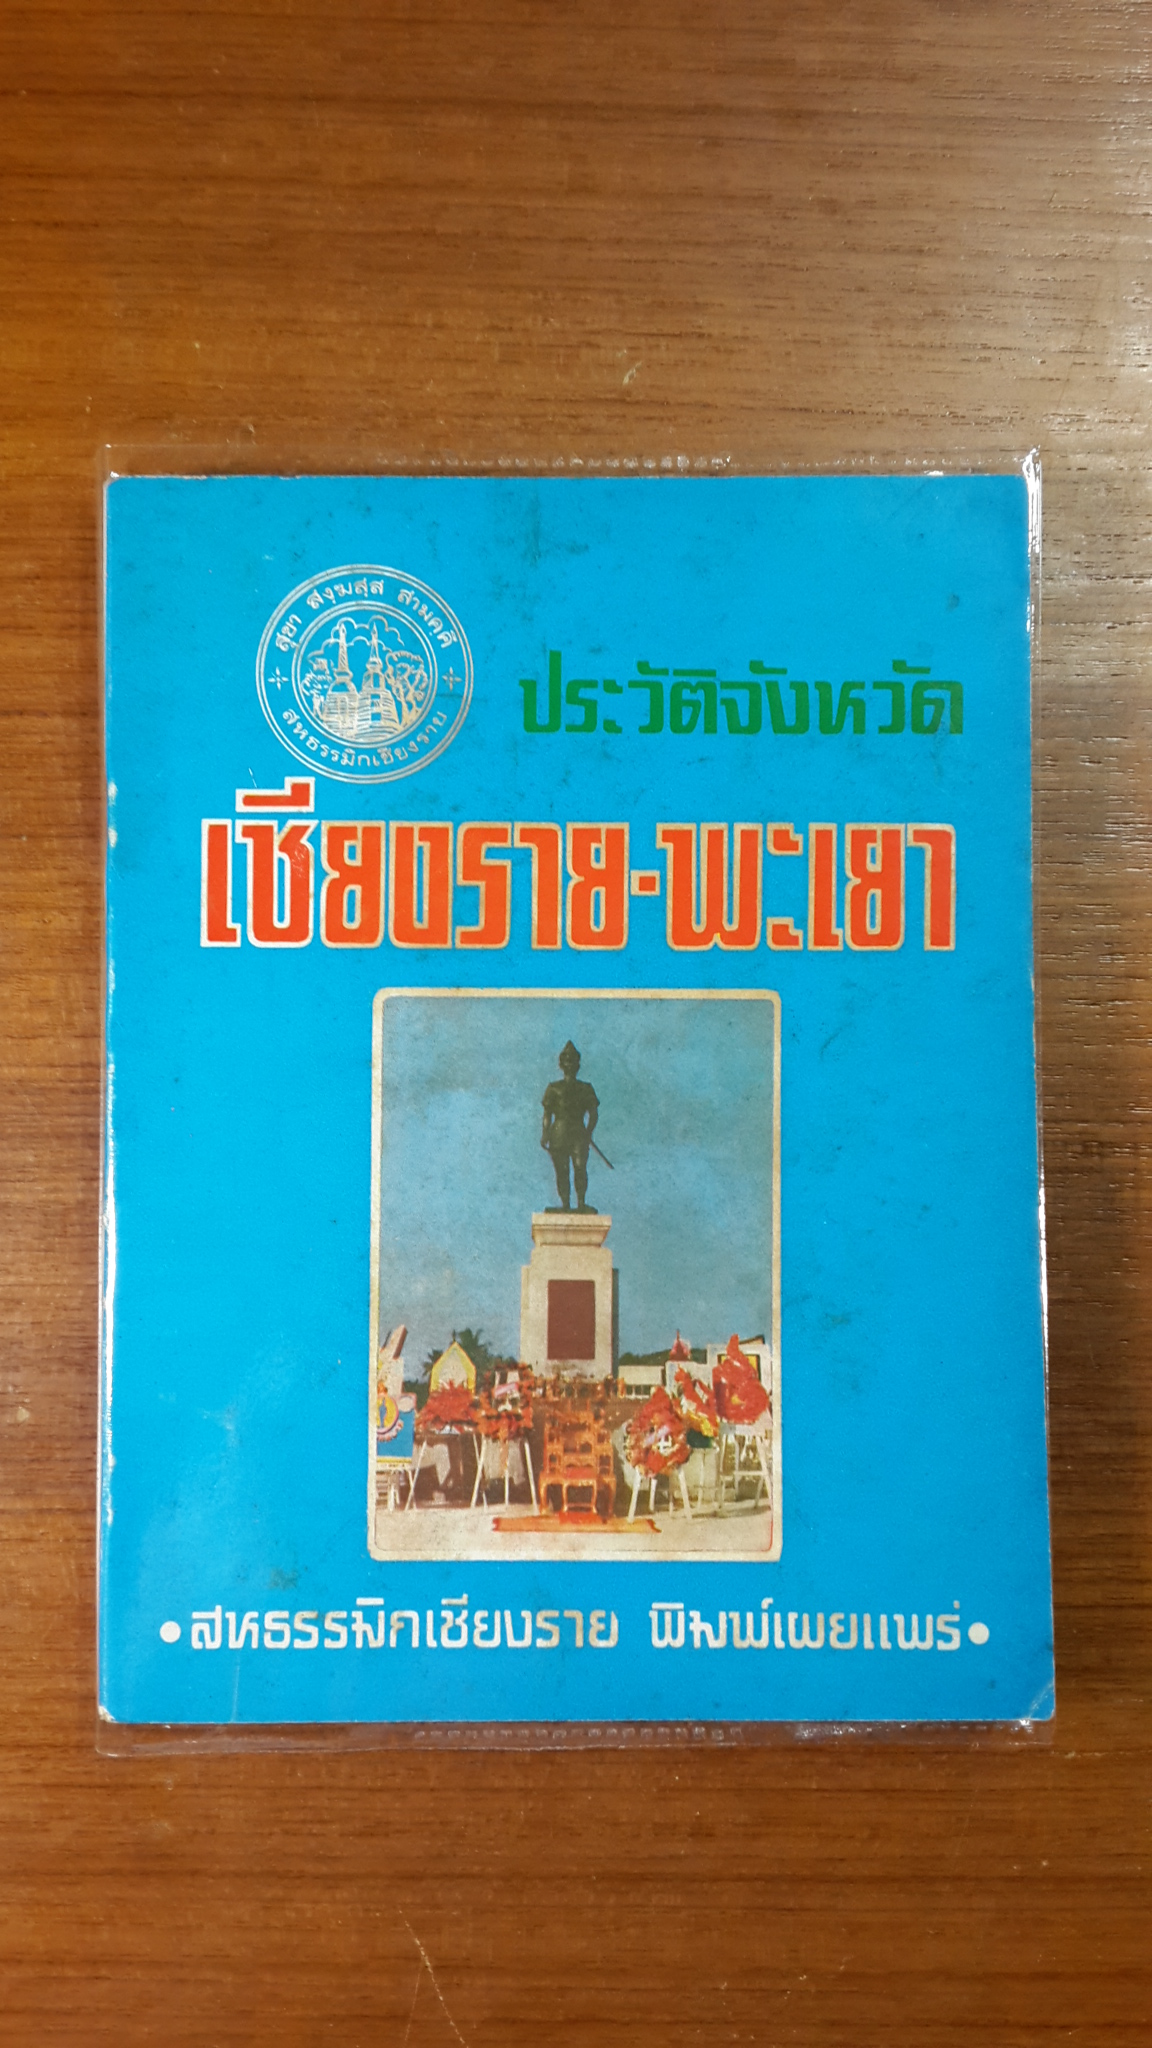 สุขา สงฺฆสฺส สามคฺคี
สหธรรมิกเชียงราย
ประวัติจังหวัด
เชียงราย-พะเยา
•สหธรรมิกเชียงราย พิมพ์เผยแพร่•